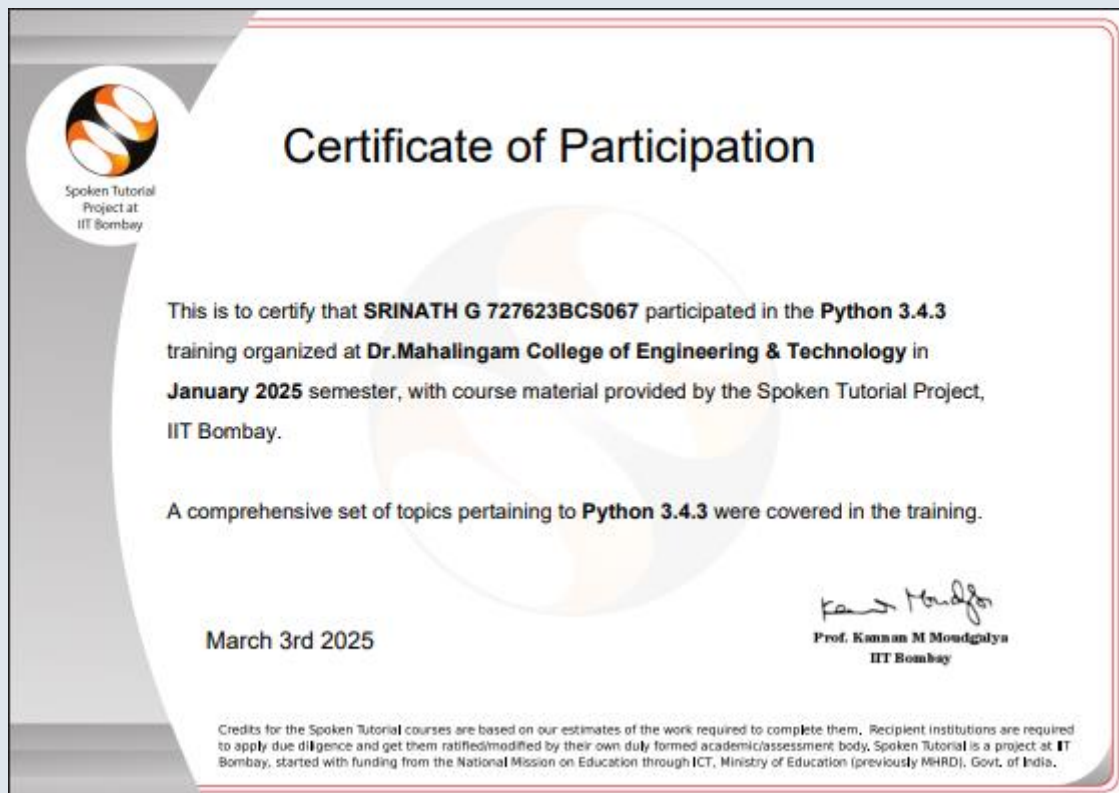 Spoken Tutorial
Project at
IIT Bombay
Certificate of Participation
This is to certify that SRINATH G 727623BCS067 participated in the Python 3.4.3
training organized at Dr.Mahalingam College of Engineering & Technology in
January 2025 semester, with course material provided by the Spoken Tutorial Project,
IIT Bombay.
A comprehensive set of topics pertaining to Python 3.4.3 were covered in the training.
March 3rd 2025
Prof. Kannan M Moudgalya
IIT Bombay
Credits for the Spoken Tutorial courses are based on our estimates of the work required to complete them. Recipient institutions are required
to apply due diligence and get them ratified/modified by their own duly formed academic/assessment body. Spoken Tutorial is a project at IIT
Bombay, started with funding from the National Mission on Education through ICT, Ministry of Education (previously MHRD), Govt. of India.